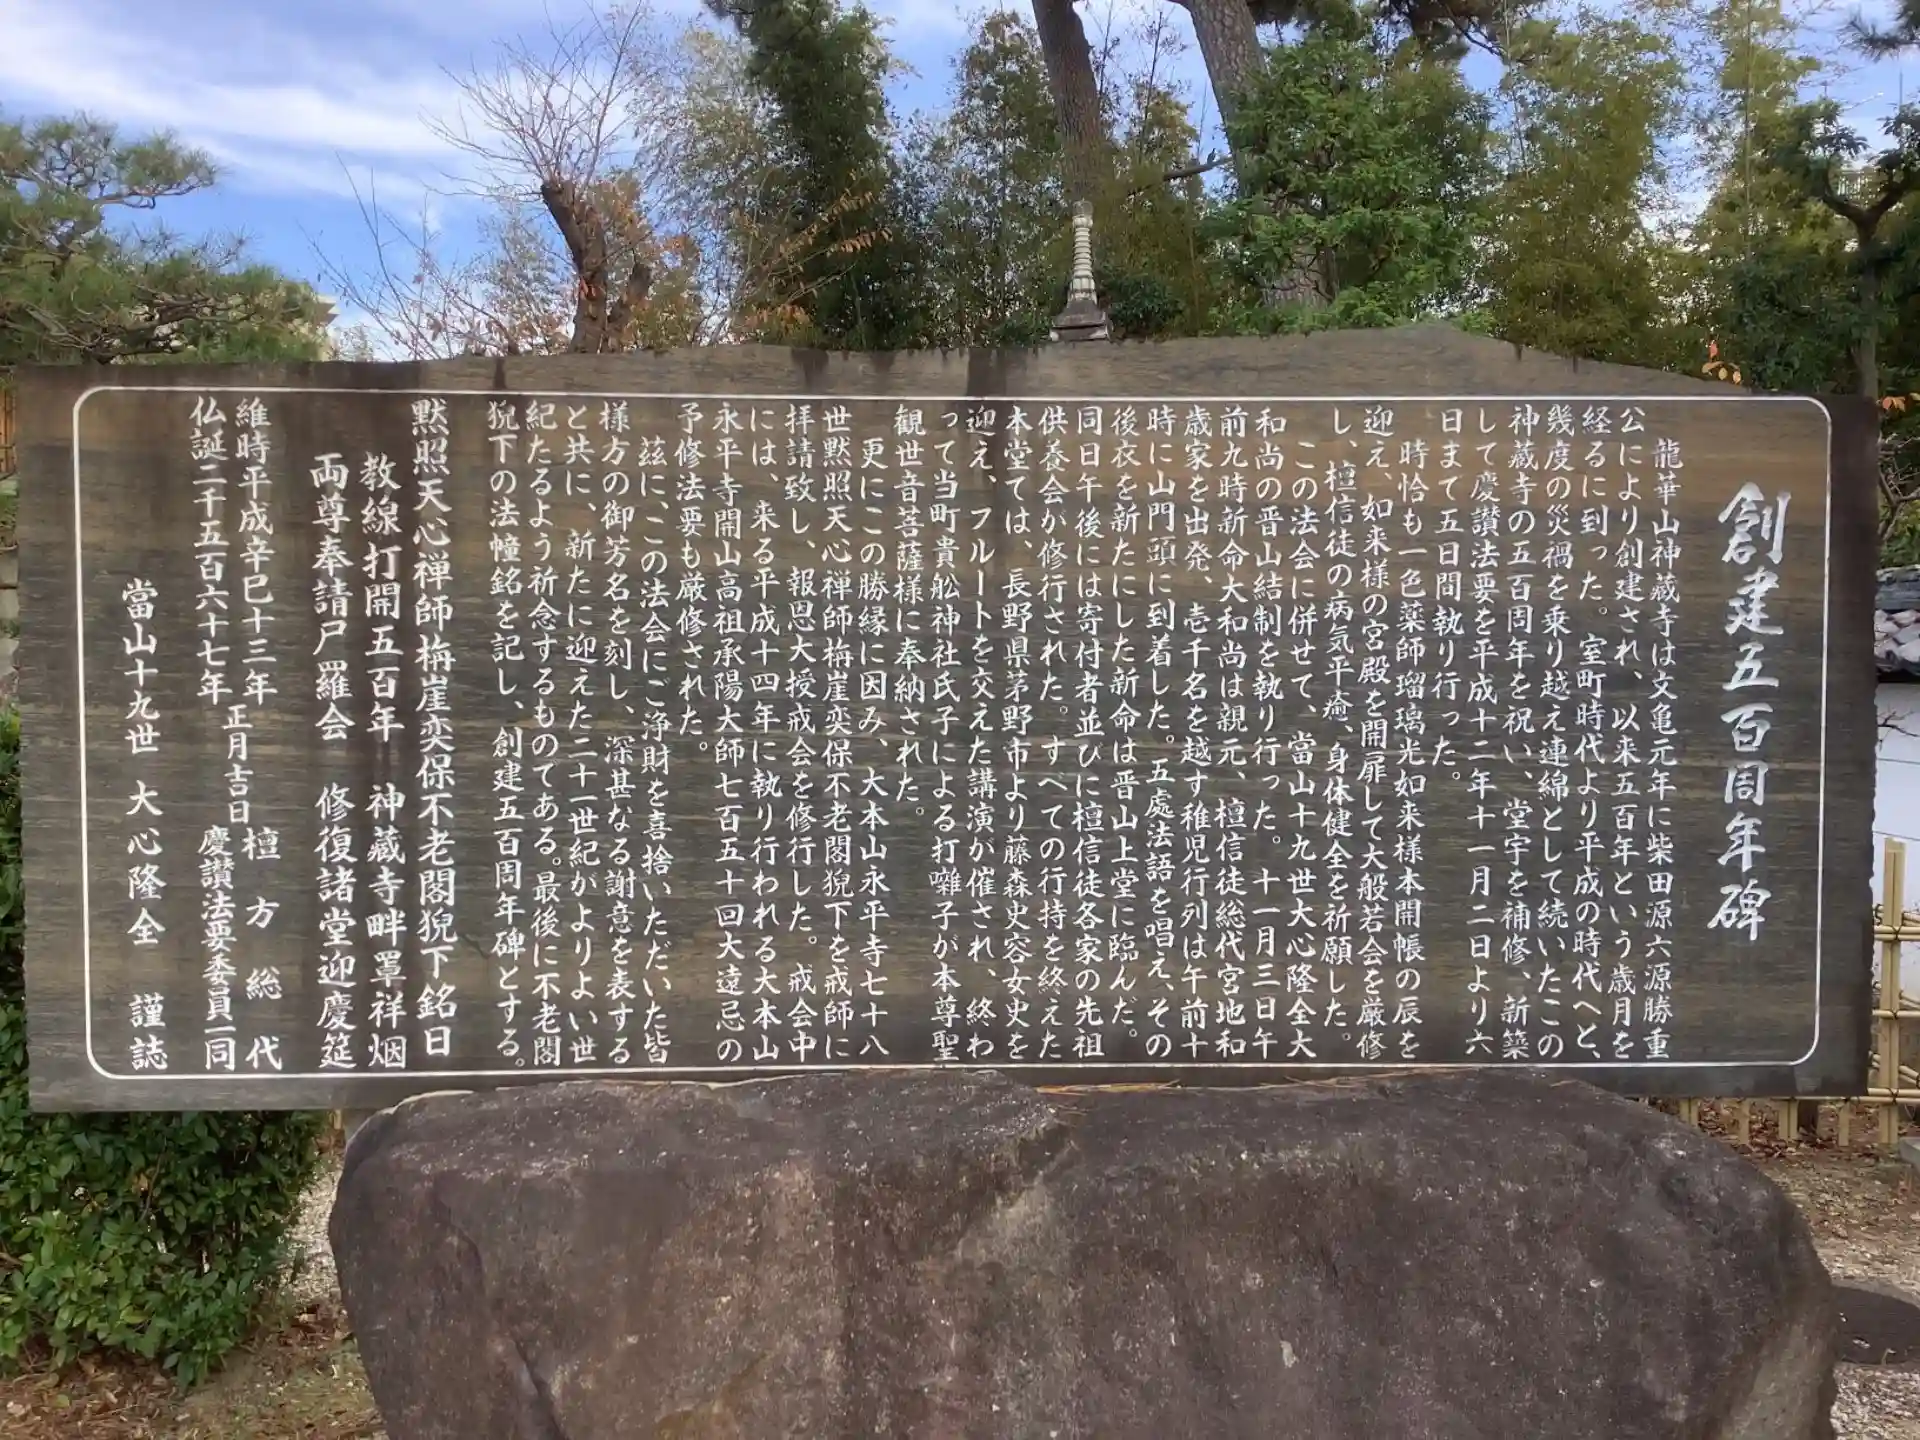 創建五百周年碑
龍華山神蔵寺は文亀元年に柴田源六源勝重
公により創建され、以来五百年という歳月を
経るに到った。室町時代より平成の時代へと、
幾度の災禍を乗り越え連綿として続いたこの
神蔵寺の五百周年を祝い、堂宇を補修、新築
して慶讃法要を平成十二年十一月二日より六
日まて五日間執り行った。
時恰も一色薬師瑠璃光如来様本開帳の辰を
迎え、如来様の宮殿を開扉して大般若会を厳修
し、檀信徒の病気平癒、身体健全を祈願した。
この法会に併せて、當山十九世大心隆全大
和尚の晋山結制を執り行った。十一月三日午
前九時新命大和尚は親元、檀信徒総代宮地和
歳家を出発、壱千名を越す稚児行列は午前十
時に山門頭に到着した。五處法語を唱え、その
後衣を新たにした新命は晋山上堂に臨んだ。
同日午後には寄付者並びに檀信徒各家の先祖
供養会が修行された。すべての行持を終えた
本堂ては、長野県茅野市より藤森史容女史を
迎え、フルートを交えた講演が催され、終わ
って当町貴舩神社氏子による打囃子が本尊聖
観世音菩薩様に奉納された。
更にこの勝縁に因み、大本山永平寺七十八
世黙照天心禅師梅崖奕保不老閣猊下を戒師に
拝請致し、報恩大授戒会を修行した。戒会中
には、来る平成十四年に執り行われる大本山
永平寺開山高祖承陽大師七百五十回大遠忌の
予修法要も厳修された。
茲に、この法会にご浄財を喜捨いただいた皆
様方の御芳名を刻し、深甚なる謝意を表する
と共に、新たに迎えた二十一世紀がよりよい世
紀たるよう祈念するものてある。最後に不老閣
猊下の法幢銘を記し、創建五百周年碑とする。
黙照天心禅師梅崖奕保不老閣猊下銘日
教線打開五百年 神蔵寺畔罩祥烟
両尊奉請尸羅会 修復諸堂迎慶筵
維時平成辛巳十三年 正月吉日 檀方総代
仏誕二千五百六十七年 慶讃法要委員一同
當山十九世 大心隆全 謹誌